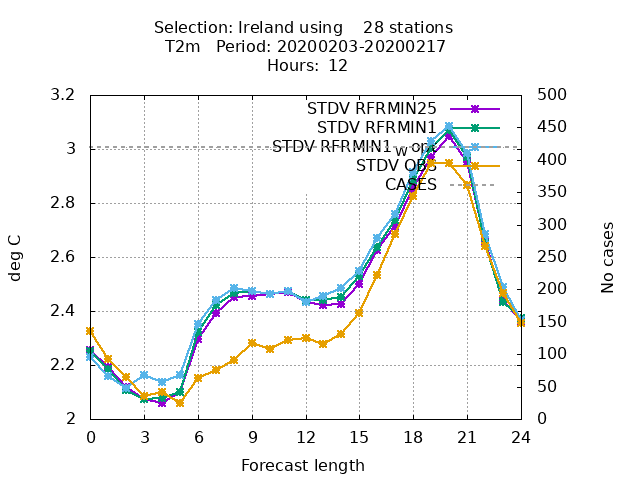 Selection: Ireland using 28 stations
T2m Period: 20200203-20200217
Hours: 12
STDV RFRMIN25
STDV RFRMIN1
STDV RFRMIN1_w_opr
STDV OBS
CASES
3.2
3
2.8
2.6
2.4
2.2
2
deg C
500
450
400
350
300
250
200
150
100
50
0
No cases
0 3 6 9 12 15 18 21 24
Forecast length